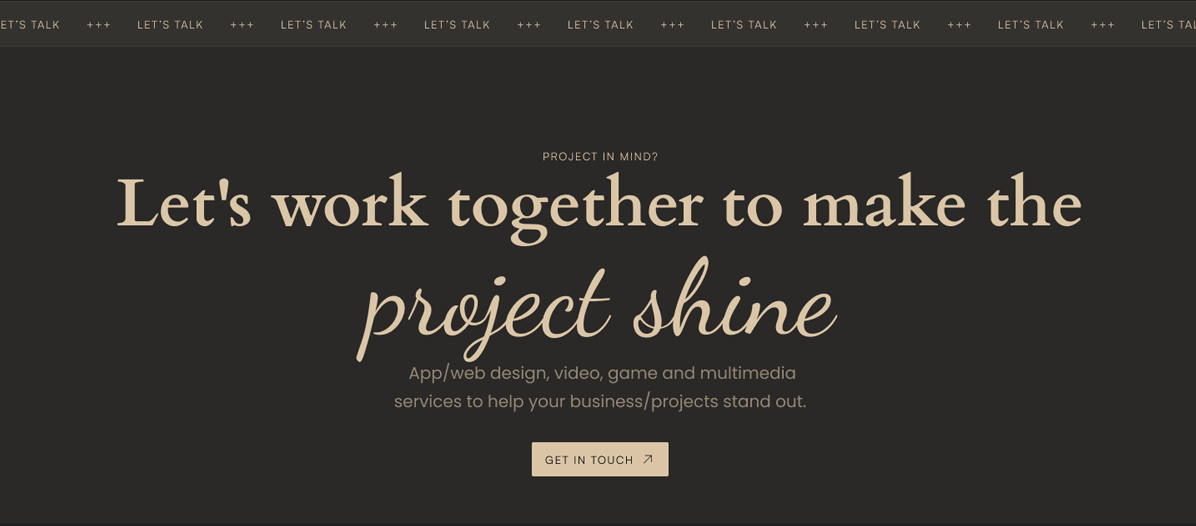 ET'S TALK +++ LET'S TALK +++ LET'S TALK +++ LET'S TALK +++ LET'S TALK +++ LET'S TALK +++ LET'S TALK +++ LET'S TALK +++ LET'S TAL
PROJECT IN MIND?
Let's work together to make the
project shine
App/web design, video, game and multimedia
services to help your business/projects stand out.
GET IN TOUCH